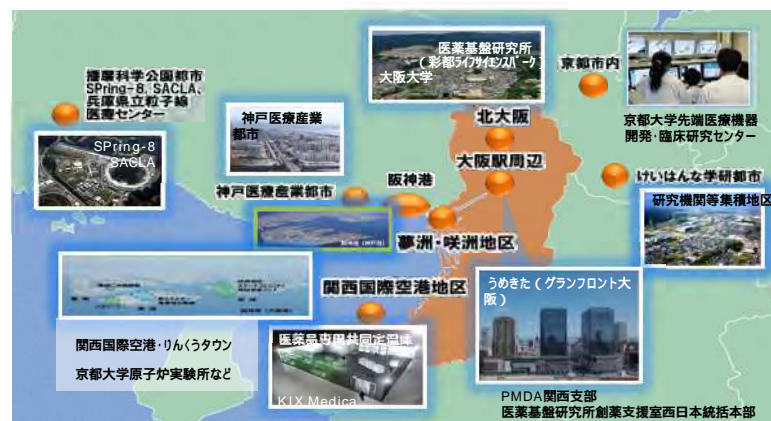 播磨科学公園都市
SPring-8、SACLA、
兵庫県立粒子線
医療センター
SPring-8
SACLA
神戸医療産業
都市
医薬基盤研究所
（彩都ライフサイエンスパーク）
大阪大学
京都市内
京都大学先端医療機器
開発・臨床研究センター
北大阪
大阪駅周辺
神戸医療産業都市
阪神港
けいはんな学研都市
研究機関等集積地区
夢洲・咲洲地区
関西国際空港地区
うめきた（グランフロント大
阪）
関西国際空港・りんくうタウン
京都大学原子炉実験所など
医薬品専用共同定温庫
KIX Medica
PMDA関西支部
医薬基盤研究所創薬支援室西日本統括本部